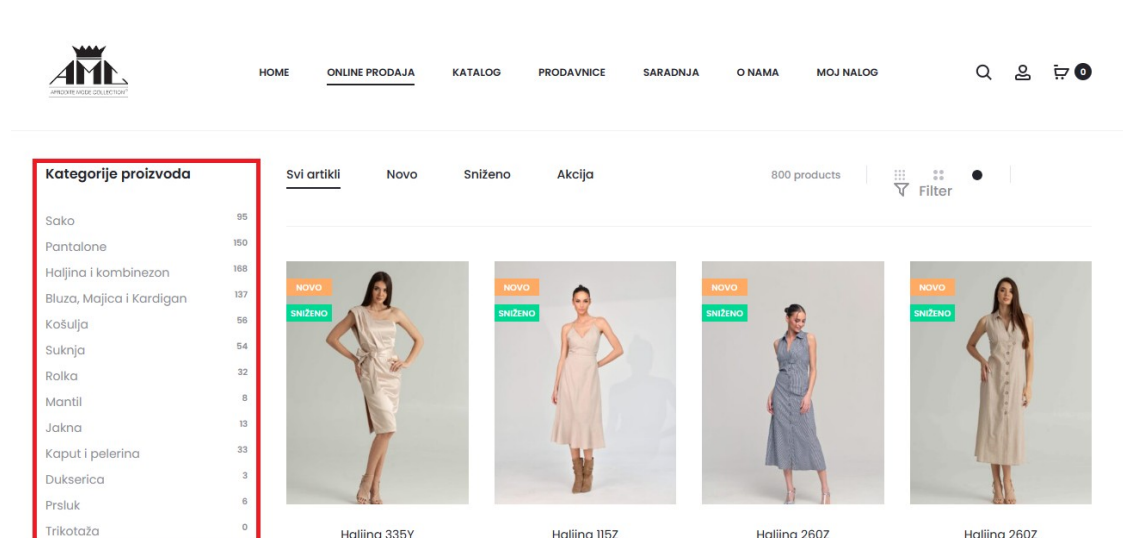 AML
APRODITE MODE COLLECTION
HOME ONLINE PRODAJA KATALOG PRODAVNICE SARADNJA O NAMA MOJ NALOG 0
Kategorije proizvoda
Sako 95
Pantalone 150
Haljina i kombinezon 168
Bluza, Majica i Kardigan 137
Košulja 56
Suknja 54
Rolka 32
Mantil 8
Jakna 13
Kaput i pelerina 33
Dukserica 3
Prsluk 6
Trikotaža 0
Svi artikli Novo Sniženo Akcija 800 products
Filter
NOVO NOVO NOVO NOVO
SNIŽENO SNIŽENO SNIŽENO SNIŽENO
Haljina 335Y Haljina 115Z Haljina 260Z Haljina 260Z